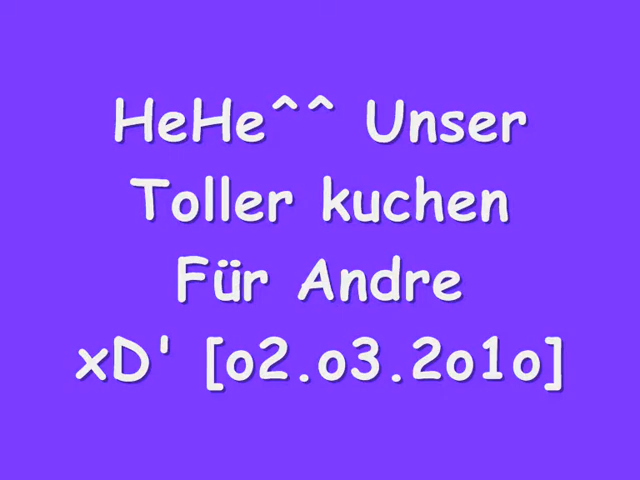 HeHe^^ Unser
Toller kuchen
Für Andre
xD' [o2.o3.2o1o]